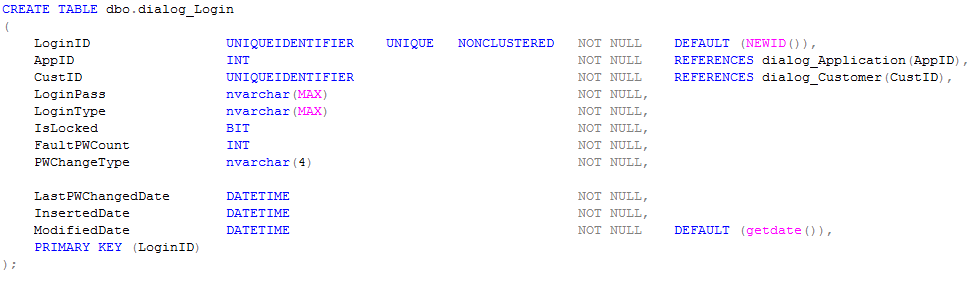 CREATE TABLE dbo.dialog_Login
(
LoginID UNIQUEIDENTIFIER UNIQUE NONCLUSTERED NOT NULL DEFAULT (NEWID()),
AppID INT NOT NULL REFERENCES dialog_Application(AppID),
CustID UNIQUEIDENTIFIER NOT NULL REFERENCES dialog_Customer(CustID),
LoginPass nvarchar(MAX) NOT NULL,
LoginType nvarchar(MAX) NOT NULL,
IsLocked BIT NOT NULL,
FaultPWCount INT NOT NULL,
PWChangeType nvarchar(4) NOT NULL,
LastPWChangedDate DATETIME NOT NULL,
InsertedDate DATETIME NOT NULL,
ModifiedDate DATETIME NOT NULL DEFAULT (getdate()),
PRIMARY KEY (LoginID)
);